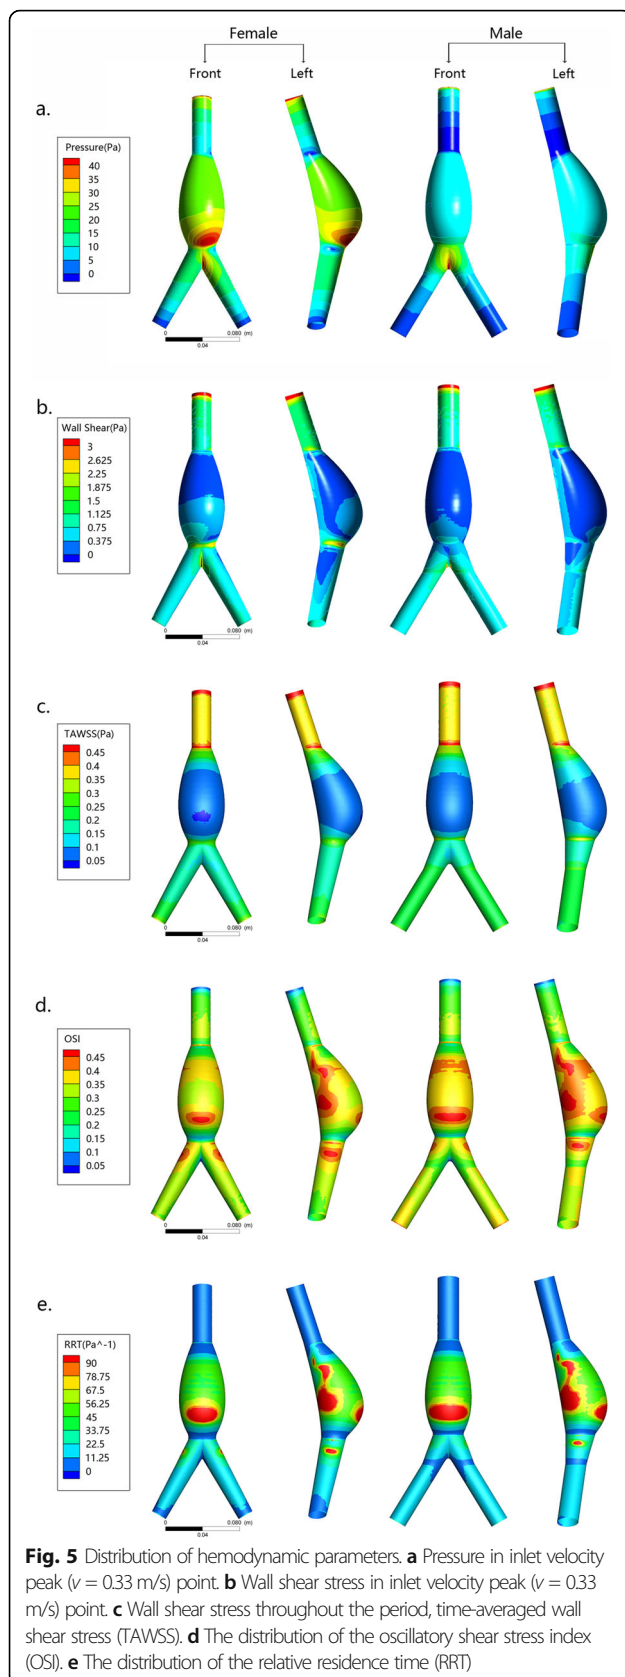 Female Male
Front Left Front Left
a.
Pressure(Pa)
40
35
30
25
20
15
10
5
0
0 0.080 (m)
0.04
b.
Wall Shear(Pa)
3
2.625
2.25
1.875
1.5
1.125
0.75
0.375
0
0 0.080 (m)
0.04
c.
TAWSS(Pa)
0.45
0.4
0.35
0.3
0.25
0.2
0.15
0.1
0.05
0 0.080 (m)
0.04
d.
OSI
0.45
0.4
0.35
0.3
0.25
0.2
0.15
0.1
0.05
0 0.080 (m)
0.04
e.
RRT(Pa^-1)
90
78.75
67.5
56.25
45
33.75
22.5
11.25
0
0 0.080 (m)
0.04
Fig. 5 Distribution of hemodynamic parameters. a Pressure in inlet velocity
peak (v = 0.33 m/s) point. b Wall shear stress in inlet velocity peak (v = 0.33
m/s) point. c Wall shear stress throughout the period, time-averaged wall
shear stress (TAWSS). d The distribution of the oscillatory shear stress index
(OSI). e The distribution of the relative residence time (RRT)